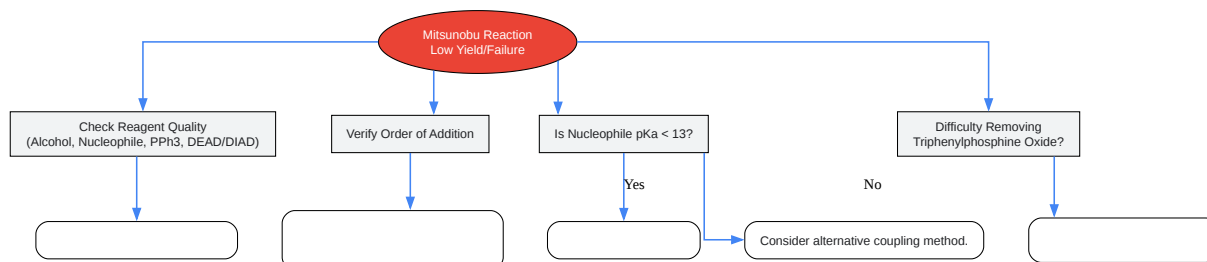 Mitsunobu Reaction
Low Yield/Failure
Check Reagent Quality
(Alcohol, Nucleophile, PPh3, DEAD/DIAD)
Verify Order of Addition
Is Nucleophile pKa < 13?
Difficulty Removing
Triphenylphosphine Oxide?
Yes
No
Consider alternative coupling method.